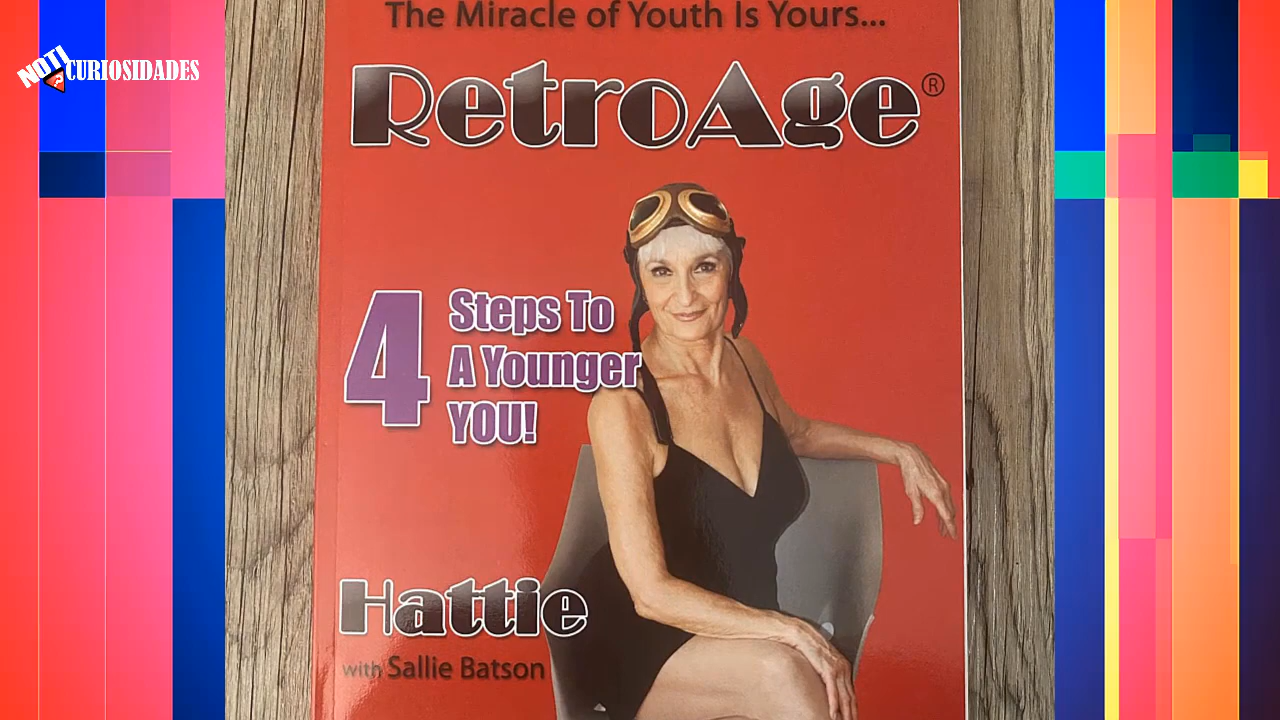 The Miracle of Youth Is Yours...
NOTI
?
CURIOSIDADES
RetroAge®
4 Steps To
A Younger
YOU!
Hattie
with Sallie Batson